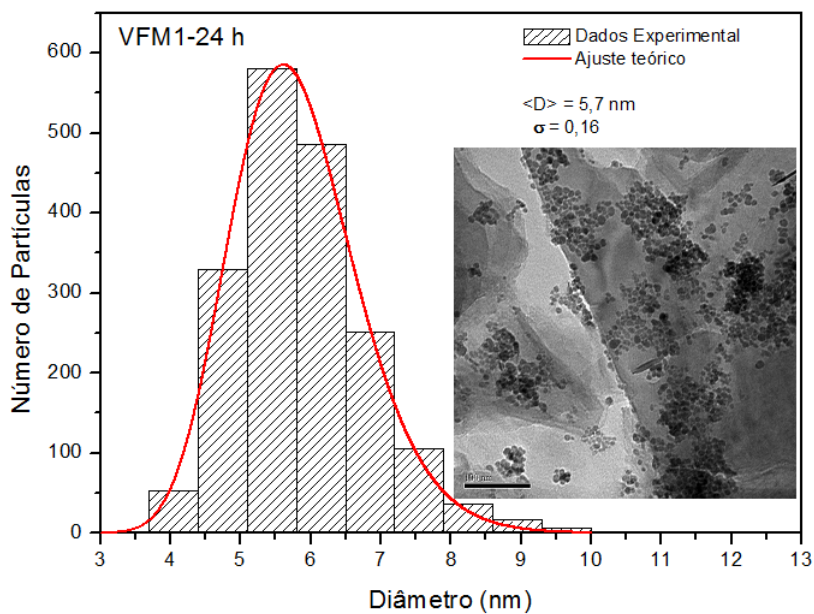 VFM1-24 h
Dados Experimental
Ajuste teórico
<D> = 5,7 nm
σ = 0,16
Número de Partículas
600
500
400
300
200
100
0
3 4 5 6 7 8 9 10 11 12 13
Diâmetro (nm)